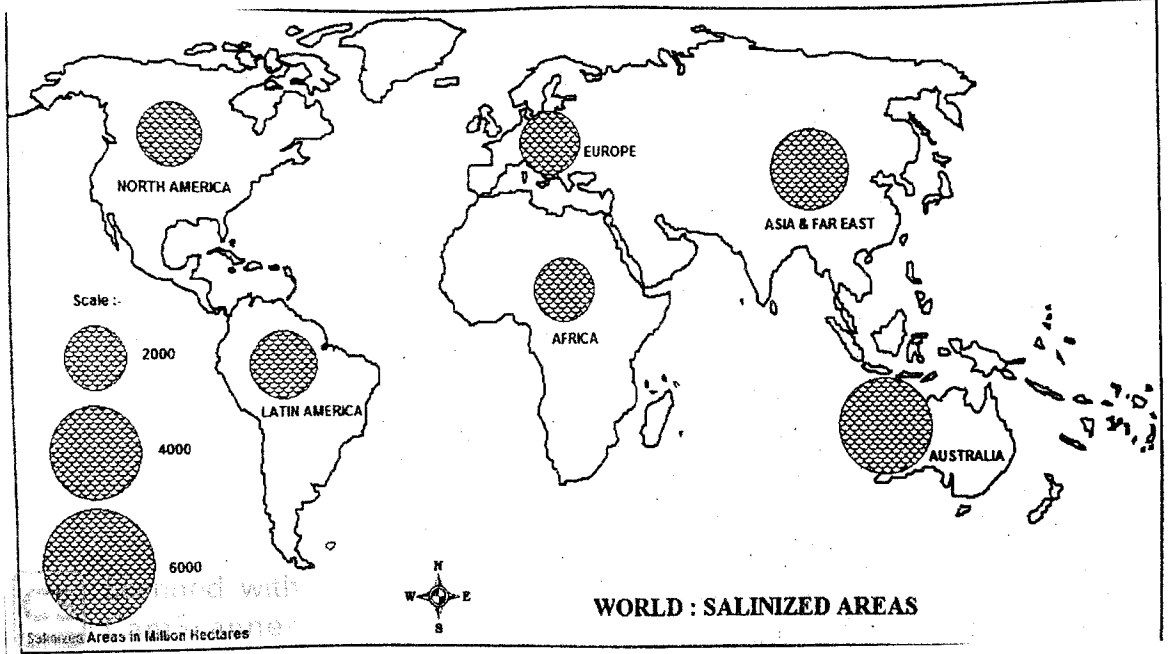 EUROPE
NORTH AMERICA
ASIA & FAR EAST
Scale :-
2000
AFRICA
LATIN AMERICA
4000
AUSTRALIA
6000
N
W E
S
WORLD : SALINIZED AREAS
with
Salinized Areas in Million Hectares